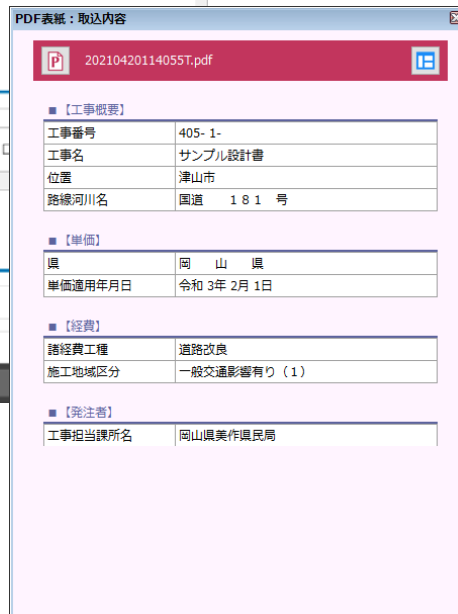 PDF表紙：取込内容
20210420114055T.pdf
■【工事概要】
工事番号 405- 1-
工事名 サンプル設計書
位置 津山市
路線河川名 国道　　１８１　号
■【単価】
県 岡　山　県
単価適用年月日 令和 3年 2月 1日
■【経費】
諸経費工種 道路改良
施工地域区分 一般交通影響有り（１）
■【発注者】
工事担当課所名 岡山県美作県民局